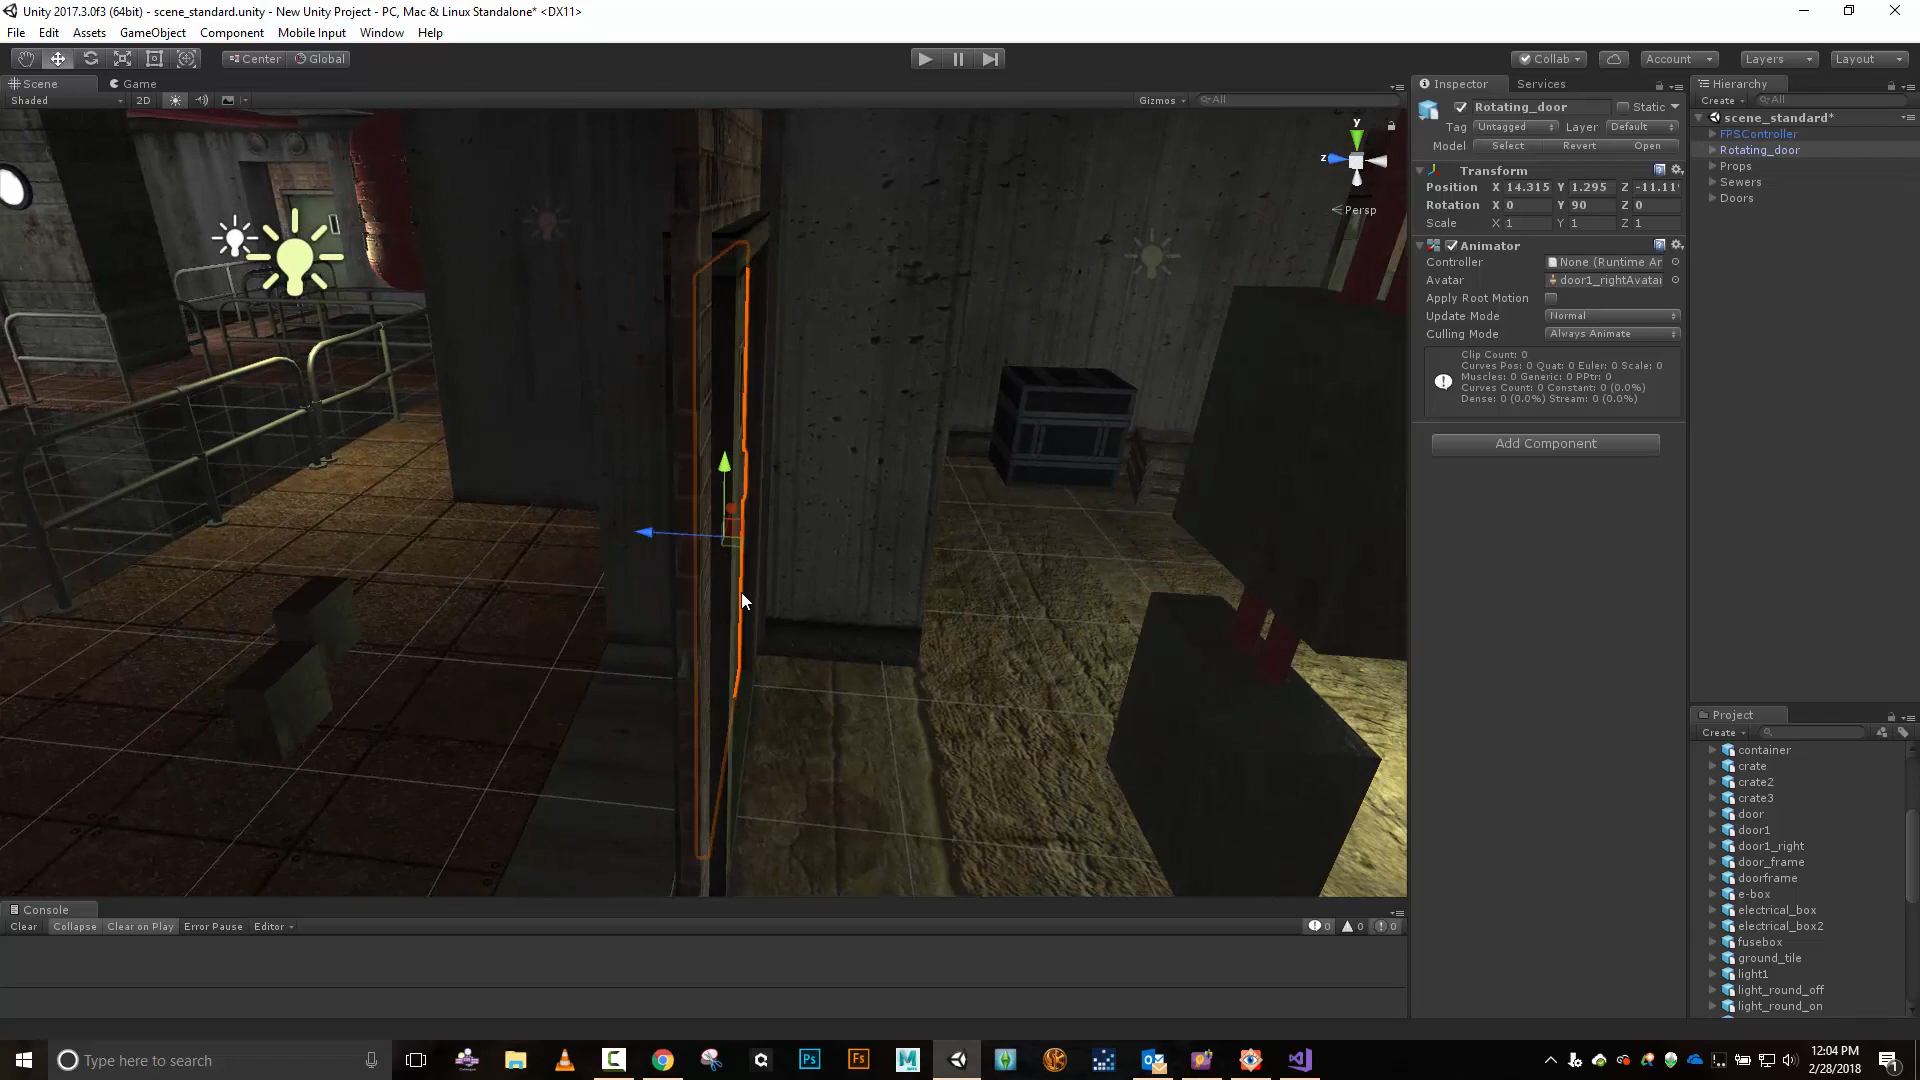 Unity 2017.3.0f3 (64bit) - scene_standard.unity - New Unity Project - PC, Mac & Linux Standalone* <DX11>
File Edit Assets GameObject Component Mobile Input Window Help
Center Global
Collab Account Layers Layout
Scene Game
Shaded 2D Gizmos All
y
z
Persp
Inspector Services
Rotating_door Static
Tag Untagged Layer Default
Model Select Revert Open
Transform
Position X 14.315 Y 1.295 Z -11.11
Rotation X 0 Y 90 Z 0
Scale X 1 Y 1 Z 1
Animator
Controller None (Runtime Ar
Avatar door1_rightAvatar
Apply Root Motion
Update Mode Normal
Culling Mode Always Animate
Clip Count: 0
Curves Pos: 0 Quat: 0 Euler: 0 Scale: 0
Muscles: 0 Generic: 0 PPtr: 0
Curves Count: 0 Constant: 0 (0.0%)
Dense: 0 (0.0%) Stream: 0 (0.0%)
Add Component
Hierarchy
Create All
scene_standard*
FPSController
Rotating_door
Props
Sewers
Doors
Project
Create
container
crate
crate2
crate3
door
door1
door1_right
door_frame
doorframe
e-box
electrical_box
electrical_box2
fusebox
ground_tile
light1
light_round_off
light_round_on
Console
Clear Collapse Clear on Play Error Pause Editor
0 0 0
Type here to search
Ps Fs M
12:04 PM
2/28/2018
1